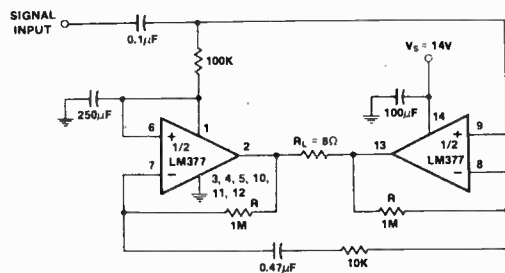 SIGNAL
INPUT
0.1µF
100K
VS = 14V
250µF
100µF
6
+
1
2
1/2
LM377
7
−
3, 4, 5, 10,
11, 12
RL = 8Ω
13
14
+
9
1/2
LM377
−
8
R
1M
R
1M
0.47µF
10K